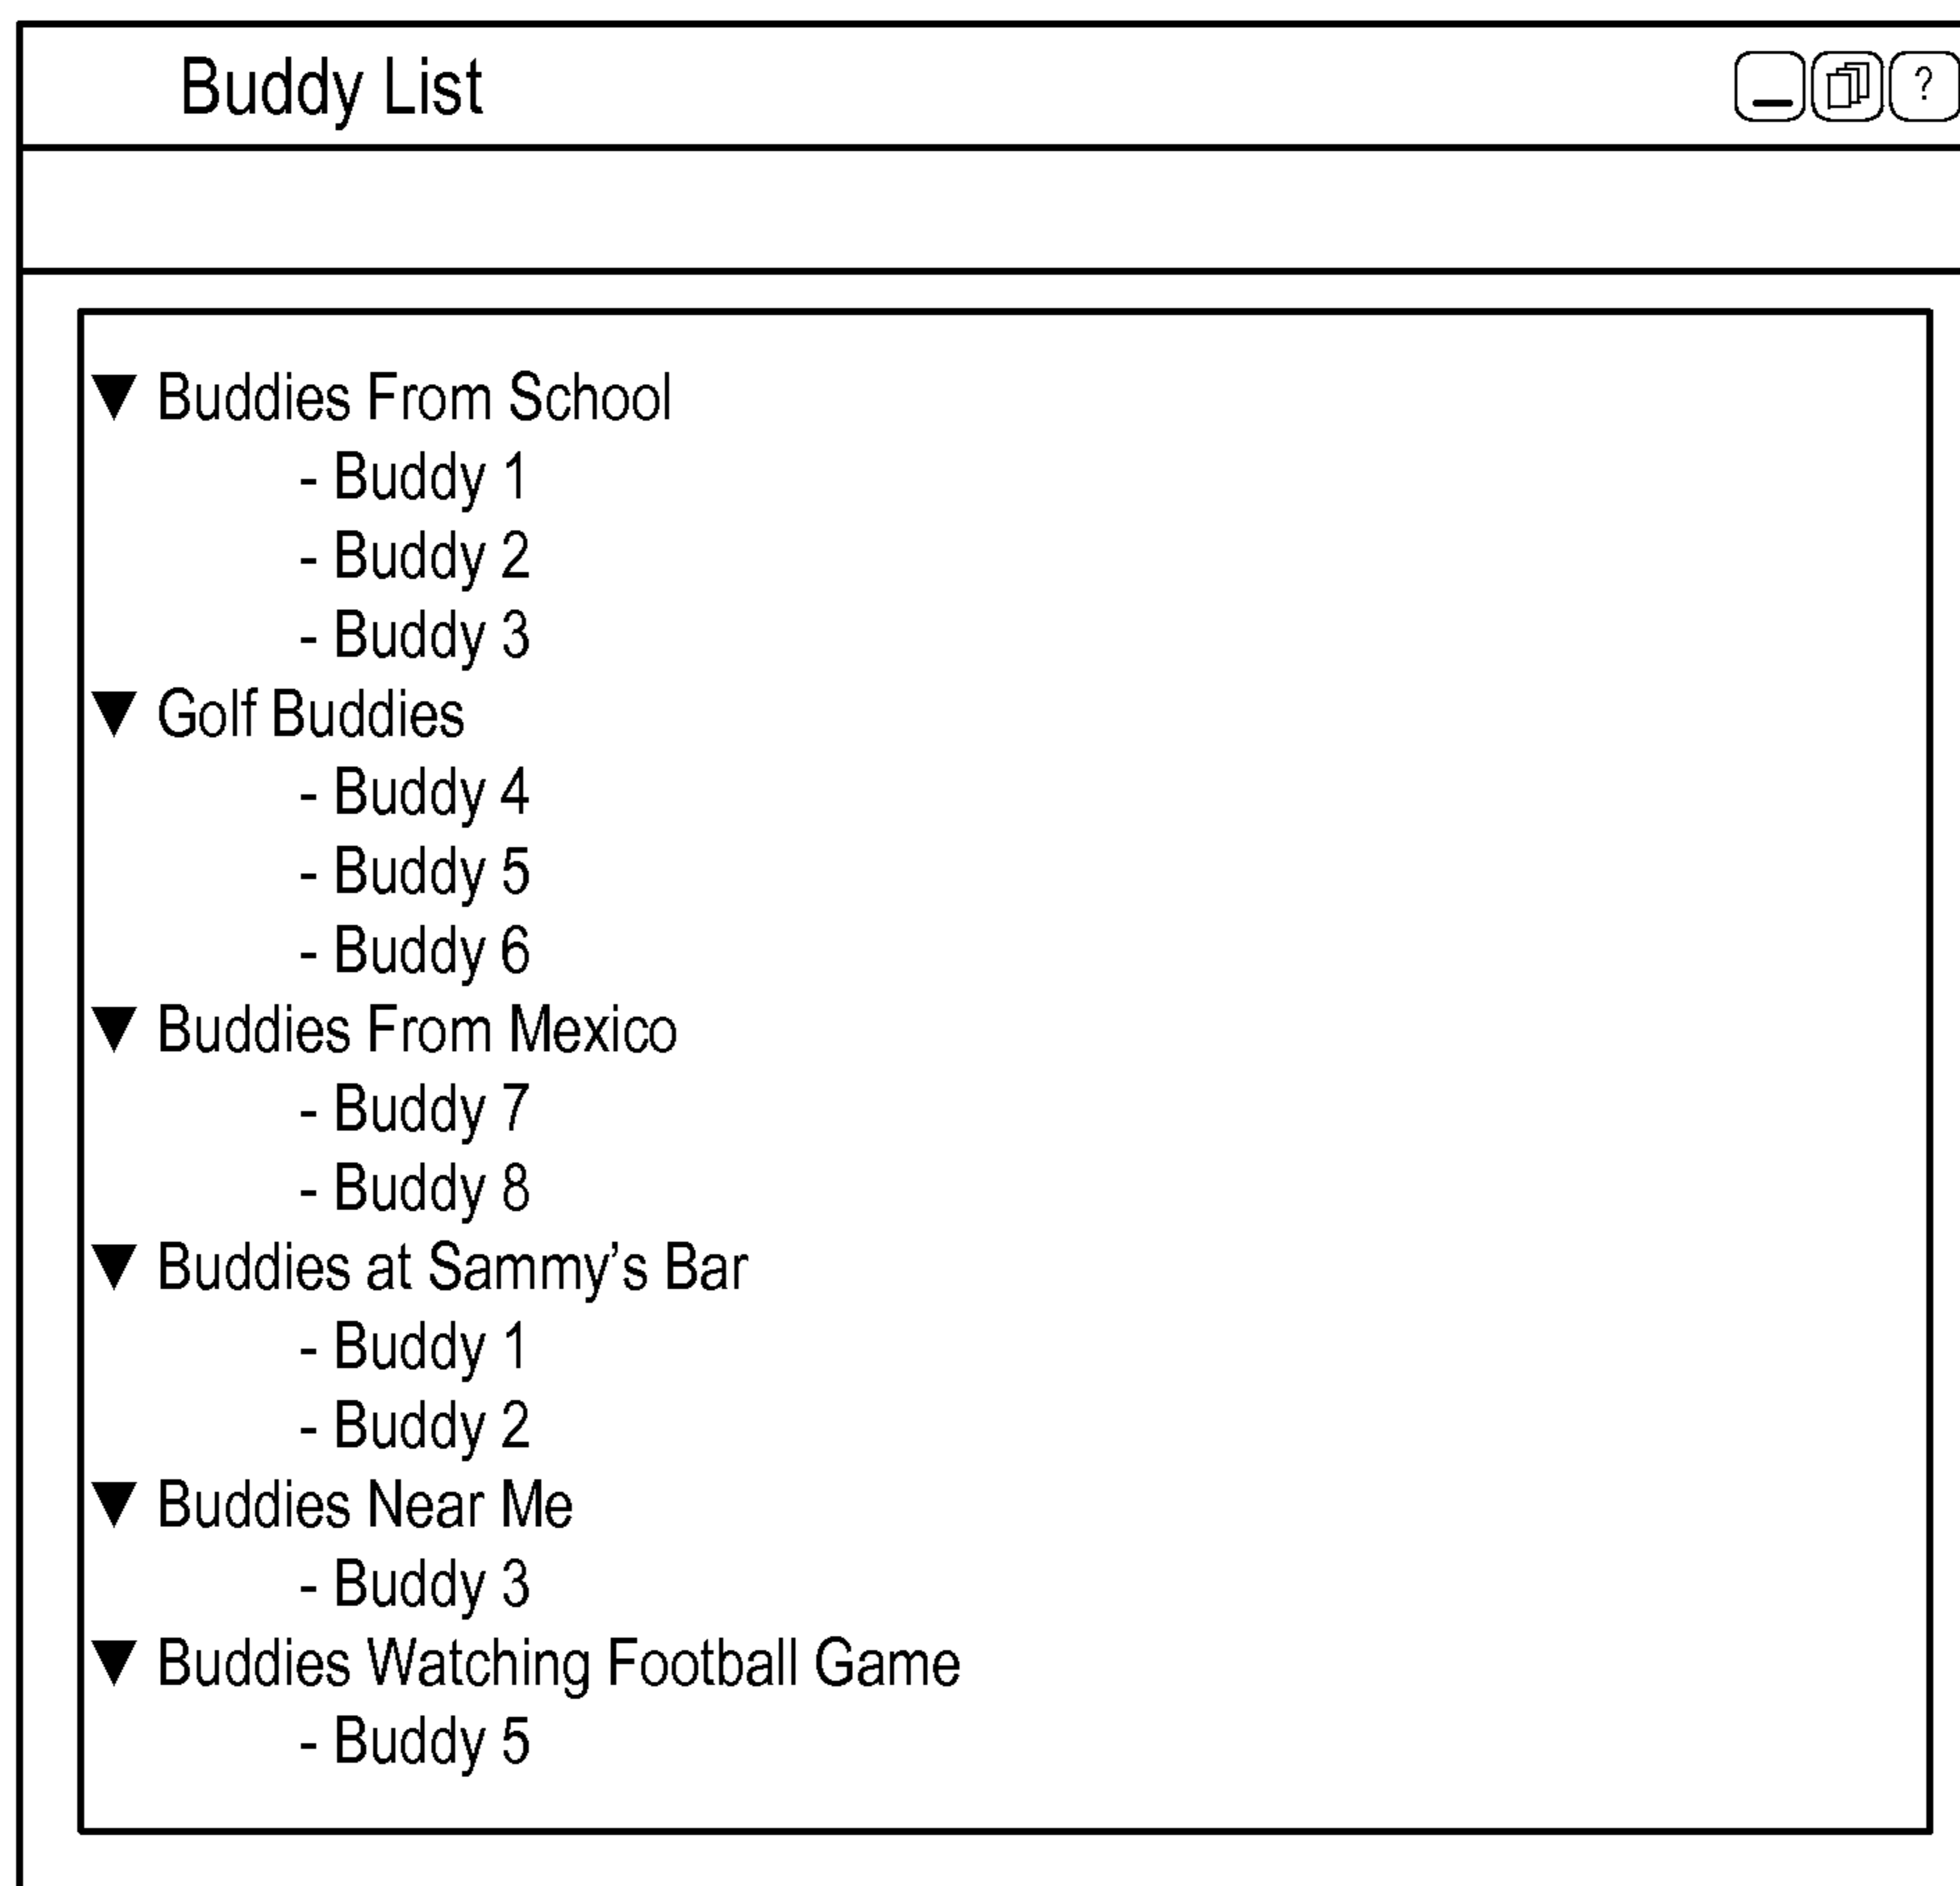 Buddy List
?
▼ Buddies From School
- Buddy 1
- Buddy 2
- Buddy 3
▼ Golf Buddies
- Buddy 4
- Buddy 5
- Buddy 6
▼ Buddies From Mexico
- Buddy 7
- Buddy 8
▼ Buddies at Sammy’s Bar
- Buddy 1
- Buddy 2
▼ Buddies Near Me
- Buddy 3
▼ Buddies Watching Football Game
- Buddy 5